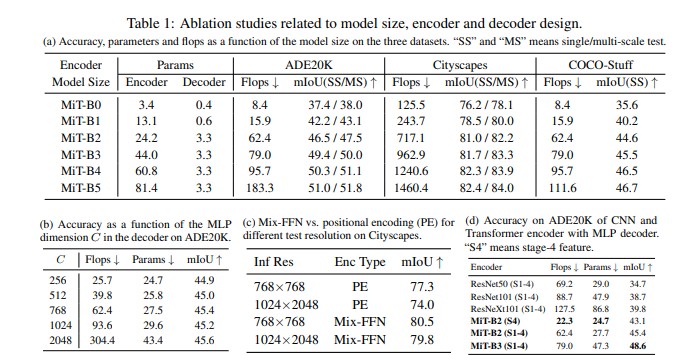 Table 1: Ablation studies related to model size, encoder and decoder design.
(a) Accuracy, parameters and flops as a function of the model size on the three datasets. “SS” and “MS” means single/multi-scale test.
Encoder Params ADE20K Cityscapes COCO-Stuff
Model Size Encoder Decoder Flops ↓ mIoU(SS/MS) ↑ Flops ↓ mIoU(SS/MS) ↑ Flops ↓ mIoU(SS) ↑
MiT-B0 3.4 0.4 8.4 37.4 / 38.0 125.5 76.2 / 78.1 8.4 35.6
MiT-B1 13.1 0.6 15.9 42.2 / 43.1 243.7 78.5 / 80.0 15.9 40.2
MiT-B2 24.2 3.3 62.4 46.5 / 47.5 717.1 81.0 / 82.2 62.4 44.6
MiT-B3 44.0 3.3 79.0 49.4 / 50.0 962.9 81.7 / 83.3 79.0 45.5
MiT-B4 60.8 3.3 95.7 50.3 / 51.1 1240.6 82.3 / 83.9 95.7 46.5
MiT-B5 81.4 3.3 183.3 51.0 / 51.8 1460.4 82.4 / 84.0 111.6 46.7
(b) Accuracy as a function of the MLP
dimension C in the decoder on ADE20K.
C Flops ↓ Params ↓ mIoU ↑
256 25.7 24.7 44.9
512 39.8 25.8 45.0
768 62.4 27.5 45.4
1024 93.6 29.6 45.2
2048 304.4 43.4 45.6
(c) Mix-FFN vs. positional encoding (PE) for
different test resolution on Cityscapes.
Inf Res Enc Type mIoU ↑
768×768 PE 77.3
1024×2048 PE 74.0
768×768 Mix-FFN 80.5
1024×2048 Mix-FFN 79.8
(d) Accuracy on ADE20K of CNN and
Transformer encoder with MLP decoder.
“S4” means stage-4 feature.
Encoder Flops ↓ Params ↓ mIoU ↑
ResNet50 (S1-4) 69.2 29.0 34.7
ResNet101 (S1-4) 88.7 47.9 38.7
ResNeXt101 (S1-4) 127.5 86.8 39.8
MiT-B2 (S4) 22.3 24.7 43.1
MiT-B2 (S1-4) 62.4 27.7 45.4
MiT-B3 (S1-4) 79.0 47.3 48.6